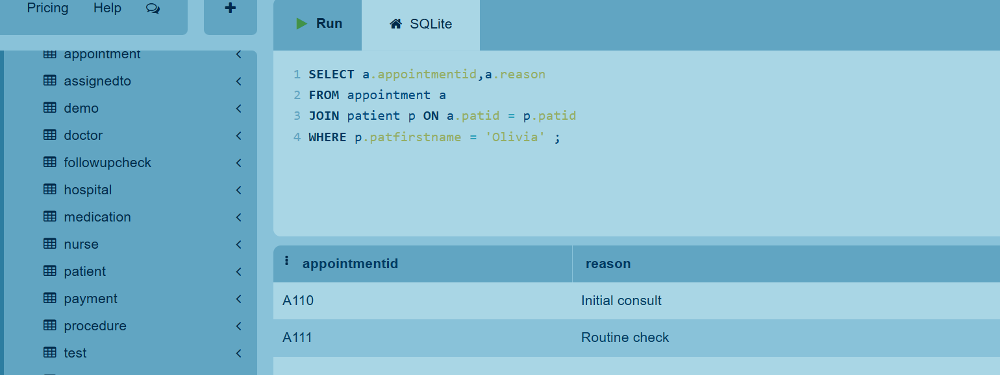 Pricing Help
Run SQLite
appointment
assignedto
demo
doctor
followupcheck
hospital
medication
nurse
patient
payment
procedure
test
1 SELECT a.appointmentid,a.reason
2 FROM appointment a
3 JOIN patient p ON a.patid = p.patid
4 WHERE p.patfirstname = 'Olivia' ;
appointmentid reason
A110 Initial consult
A111 Routine check